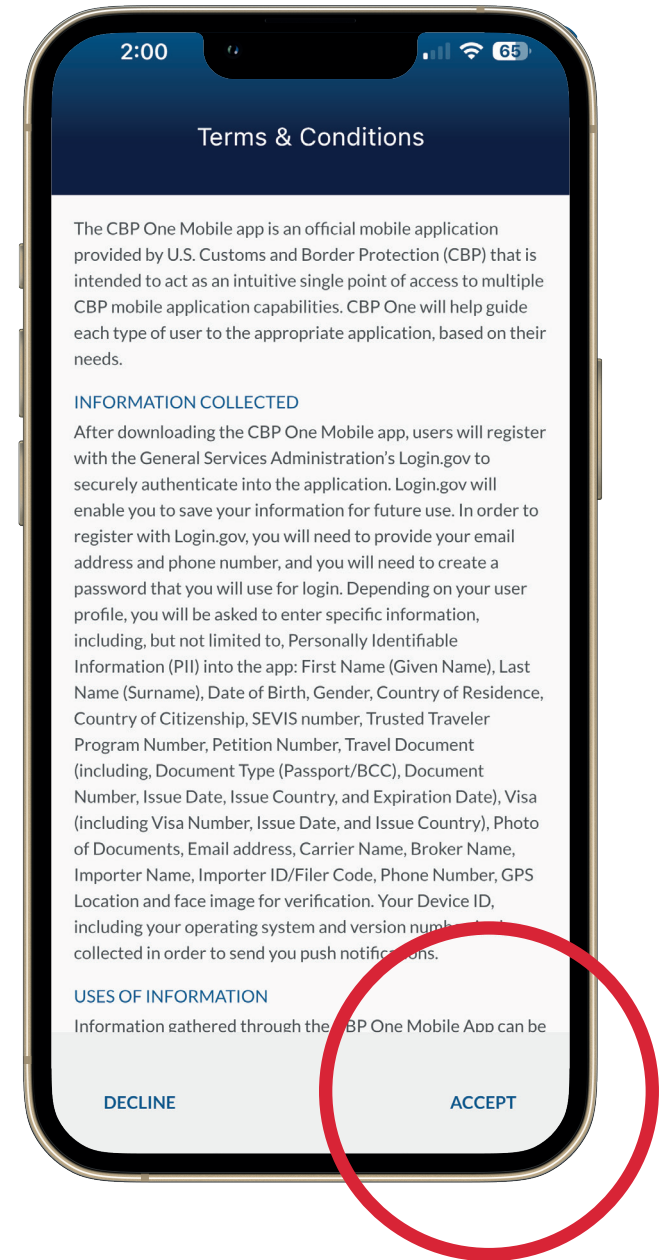 2:00
65
Terms & Conditions
The CBP One Mobile app is an official mobile application
provided by U.S. Customs and Border Protection (CBP) that is
intended to act as an intuitive single point of access to multiple
CBP mobile application capabilities. CBP One will help guide
each type of user to the appropriate application, based on their
needs.
INFORMATION COLLECTED
After downloading the CBP One Mobile app, users will register
with the General Services Administration's Login.gov to
securely authenticate into the application. Login.gov will
enable you to save your information for future use. In order to
register with Login.gov, you will need to provide your email
address and phone number, and you will need to create a
password that you will use for login. Depending on your user
profile, you will be asked to enter specific information,
including, but not limited to, Personally Identifiable
Information (PII) into the app: First Name (Given Name), Last
Name (Surname), Date of Birth, Gender, Country of Residence,
Country of Citizenship, SEVIS number, Trusted Traveler
Program Number, Petition Number, Travel Document
(including, Document Type (Passport/BCC), Document
Number, Issue Date, Issue Country, and Expiration Date), Visa
(including Visa Number, Issue Date, and Issue Country), Photo
of Documents, Email address, Carrier Name, Broker Name,
Importer Name, Importer ID/Filer Code, Phone Number, GPS
Location and face image for verification. Your Device ID,
including your operating system and version number
collected in order to send you push notifications.
USES OF INFORMATION
Information gathered through the CBP One Mobile App can be
DECLINE
ACCEPT